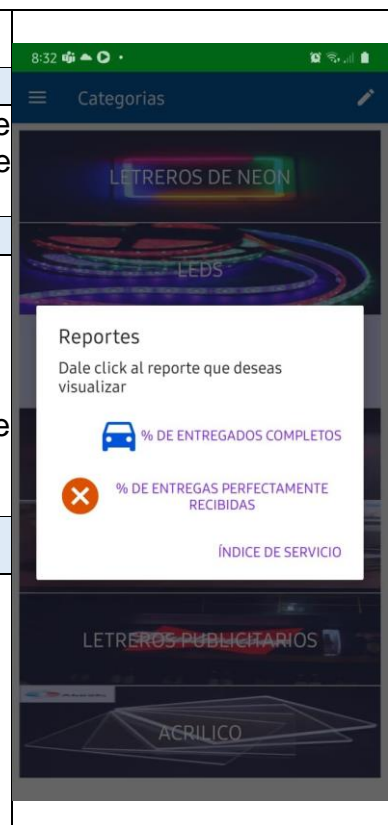 e
e
e
8:32
Categorias
LETREROS DE NEON
LEDS
Reportes
Dale click al reporte que deseas
visualizar
% DE ENTREGADOS COMPLETOS
% DE ENTREGAS PERFECTAMENTE
RECIBIDAS
ÍNDICE DE SERVICIO
LETREROS PUBLICITARIOS
ACRILICO